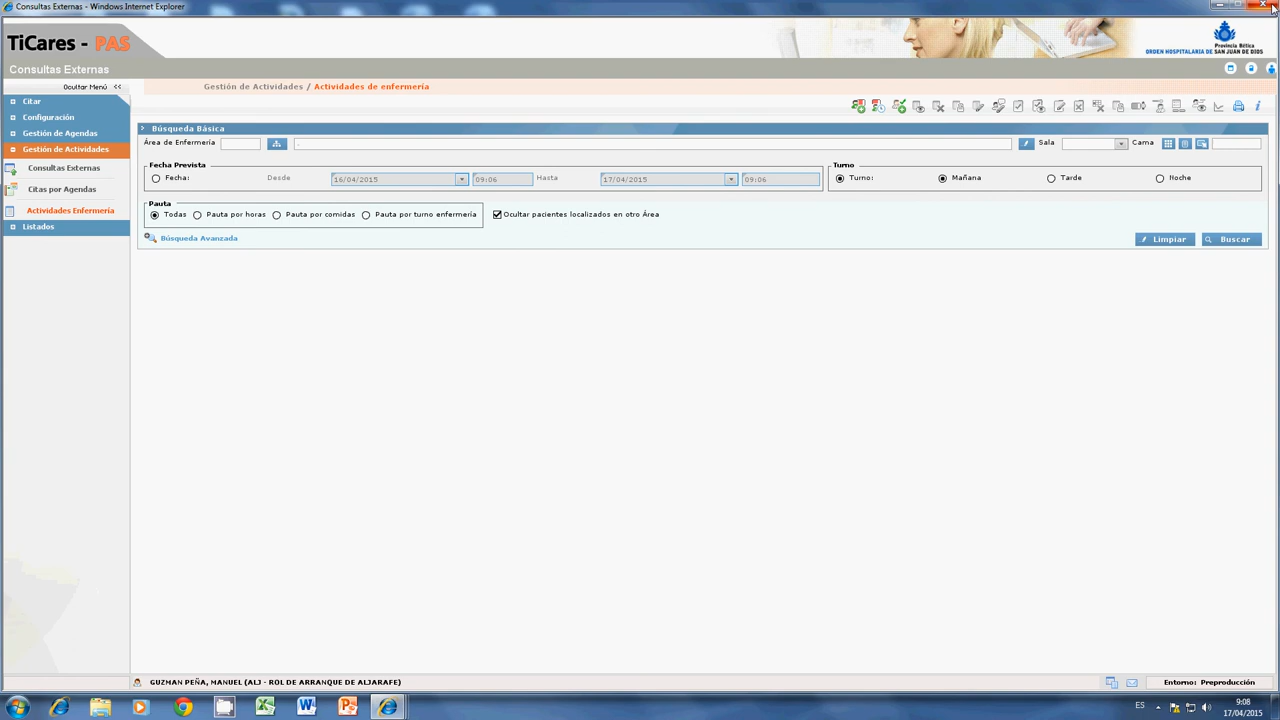 Consultas Externas - Windows Internet Explorer
TiCares - PAS
Provincia Bética
ORDEN HOSPITALARIA DE SAN JUAN DE DÍOS
Consultas Externas
Ocultar Menú <<
Gestión de Actividades / Actividades de enfermería
Citar
Configuración
Gestión de Agendas
Gestión de Actividades
Consultas Externas
Citas por Agendas
Actividades Enfermería
Listados
Búsqueda Básica
Área de Enfermería - Sala Cama
Fecha Prevista
Fecha: Desde 16/04/2015 09:06 Hasta 17/04/2015 09:06
Turno
Turno: Mañana Tarde Noche
Pauta
Todas Pauta por horas Pauta por comidas Pauta por turno enfermería
Ocultar pacientes localizados en otro Área
Búsqueda Avanzada
Limpiar Buscar
GUZMAN PEÑA, MANUEL (ALJ - ROL DE ARRANQUE DE ALJARAFE)
Entorno: Preproducción
ES 9:08
17/04/2015